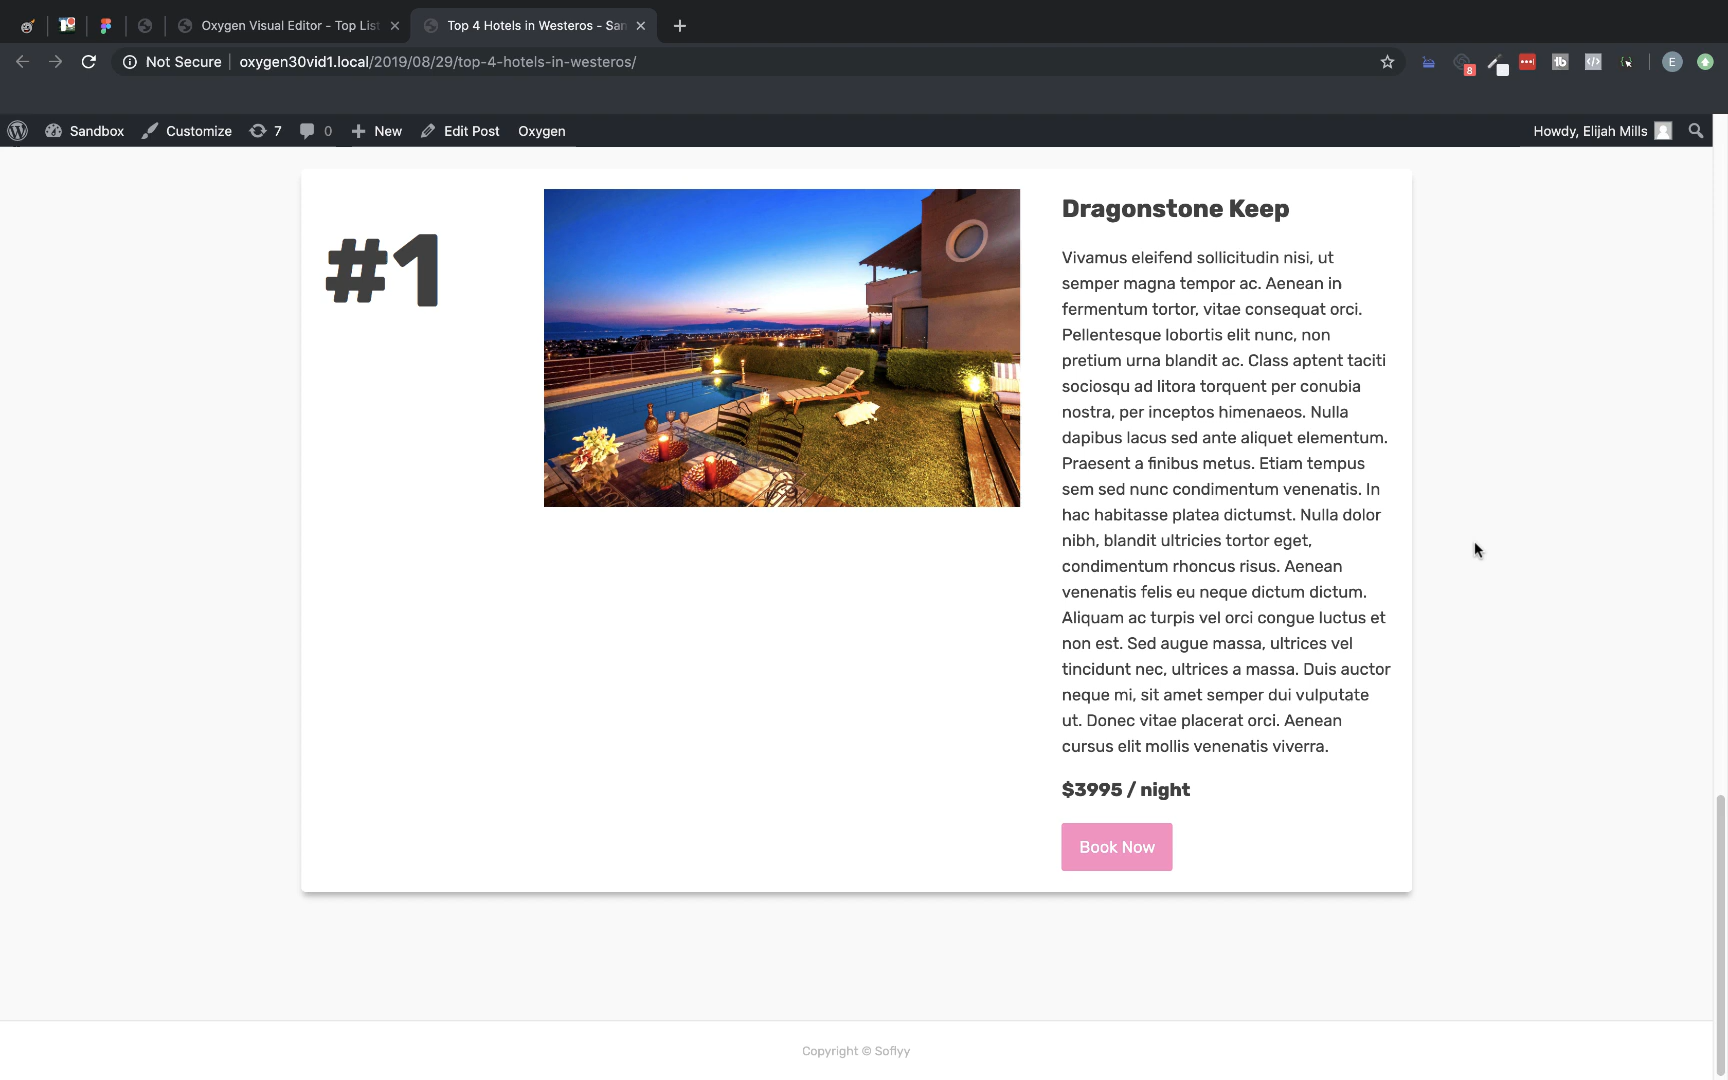 Oxygen Visual Editor - Top List
Top 4 Hotels in Westeros - San
Not Secure
oxygen30vid1.local/2019/08/29/top-4-hotels-in-westeros/
8
E
Sandbox
Customize
7
0
New
Edit Post
Oxygen
Howdy, Elijah Mills
#1
Dragonstone Keep
Vivamus eleifend sollicitudin nisi, ut
semper magna tempor ac. Aenean in
fermentum tortor, vitae consequat orci.
Pellentesque lobortis elit nunc, non
pretium urna blandit ac. Class aptent taciti
sociosqu ad litora torquent per conubia
nostra, per inceptos himenaeos. Nulla
dapibus lacus sed ante aliquet elementum.
Praesent a finibus metus. Etiam tempus
sem sed nunc condimentum venenatis. In
hac habitasse platea dictumst. Nulla dolor
nibh, blandit ultricies tortor eget,
condimentum rhoncus risus. Aenean
venenatis felis eu neque dictum dictum.
Aliquam ac turpis vel orci congue luctus et
non est. Sed augue massa, ultrices vel
tincidunt nec, ultrices a massa. Duis auctor
neque mi, sit amet semper dui vulputate
ut. Donec vitae placerat orci. Aenean
cursus elit mollis venenatis viverra.
$3995 / night
Book Now
Copyright © Soflyy